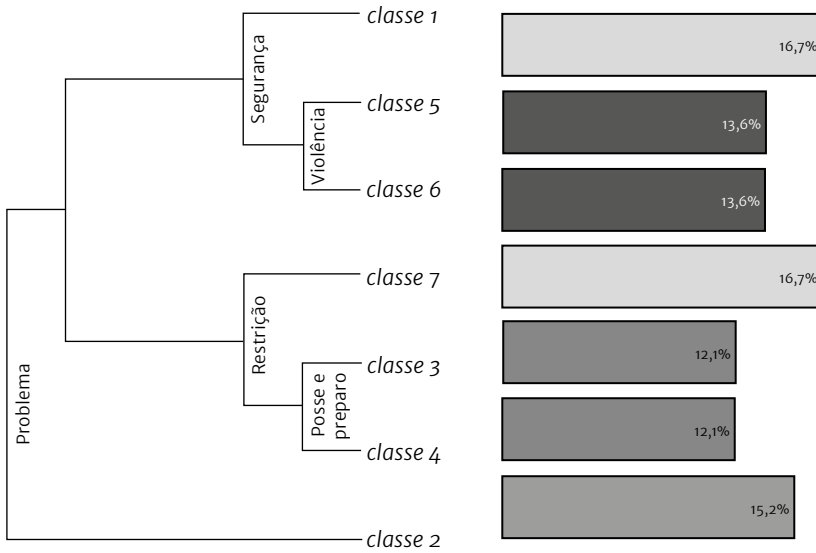 classe 1
16,7%
Segurança
classe 5
13,6%
Violência
classe 6
13,6%
classe 7
16,7%
Restrição
classe 3
12,1%
Posse e
preparo
Problema
classe 4
12,1%
15,2%
classe 2